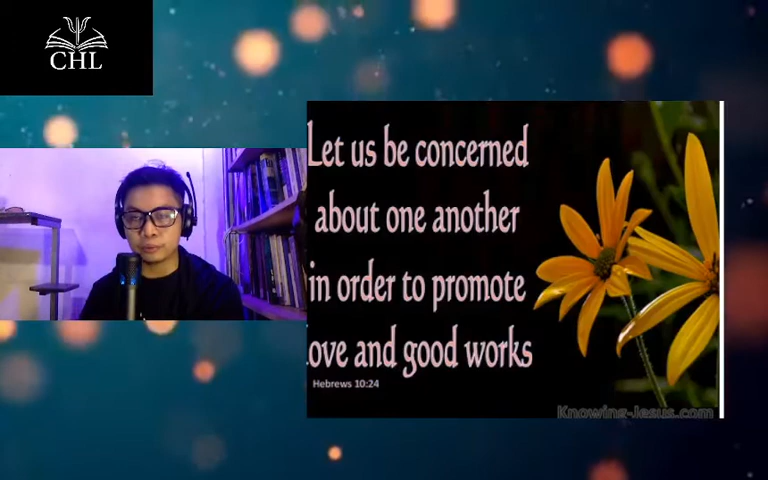 CHL
Let us be concerned
about one another
in order to promote
love and good works
Hebrews 10:24
Knowing-Jesus.com